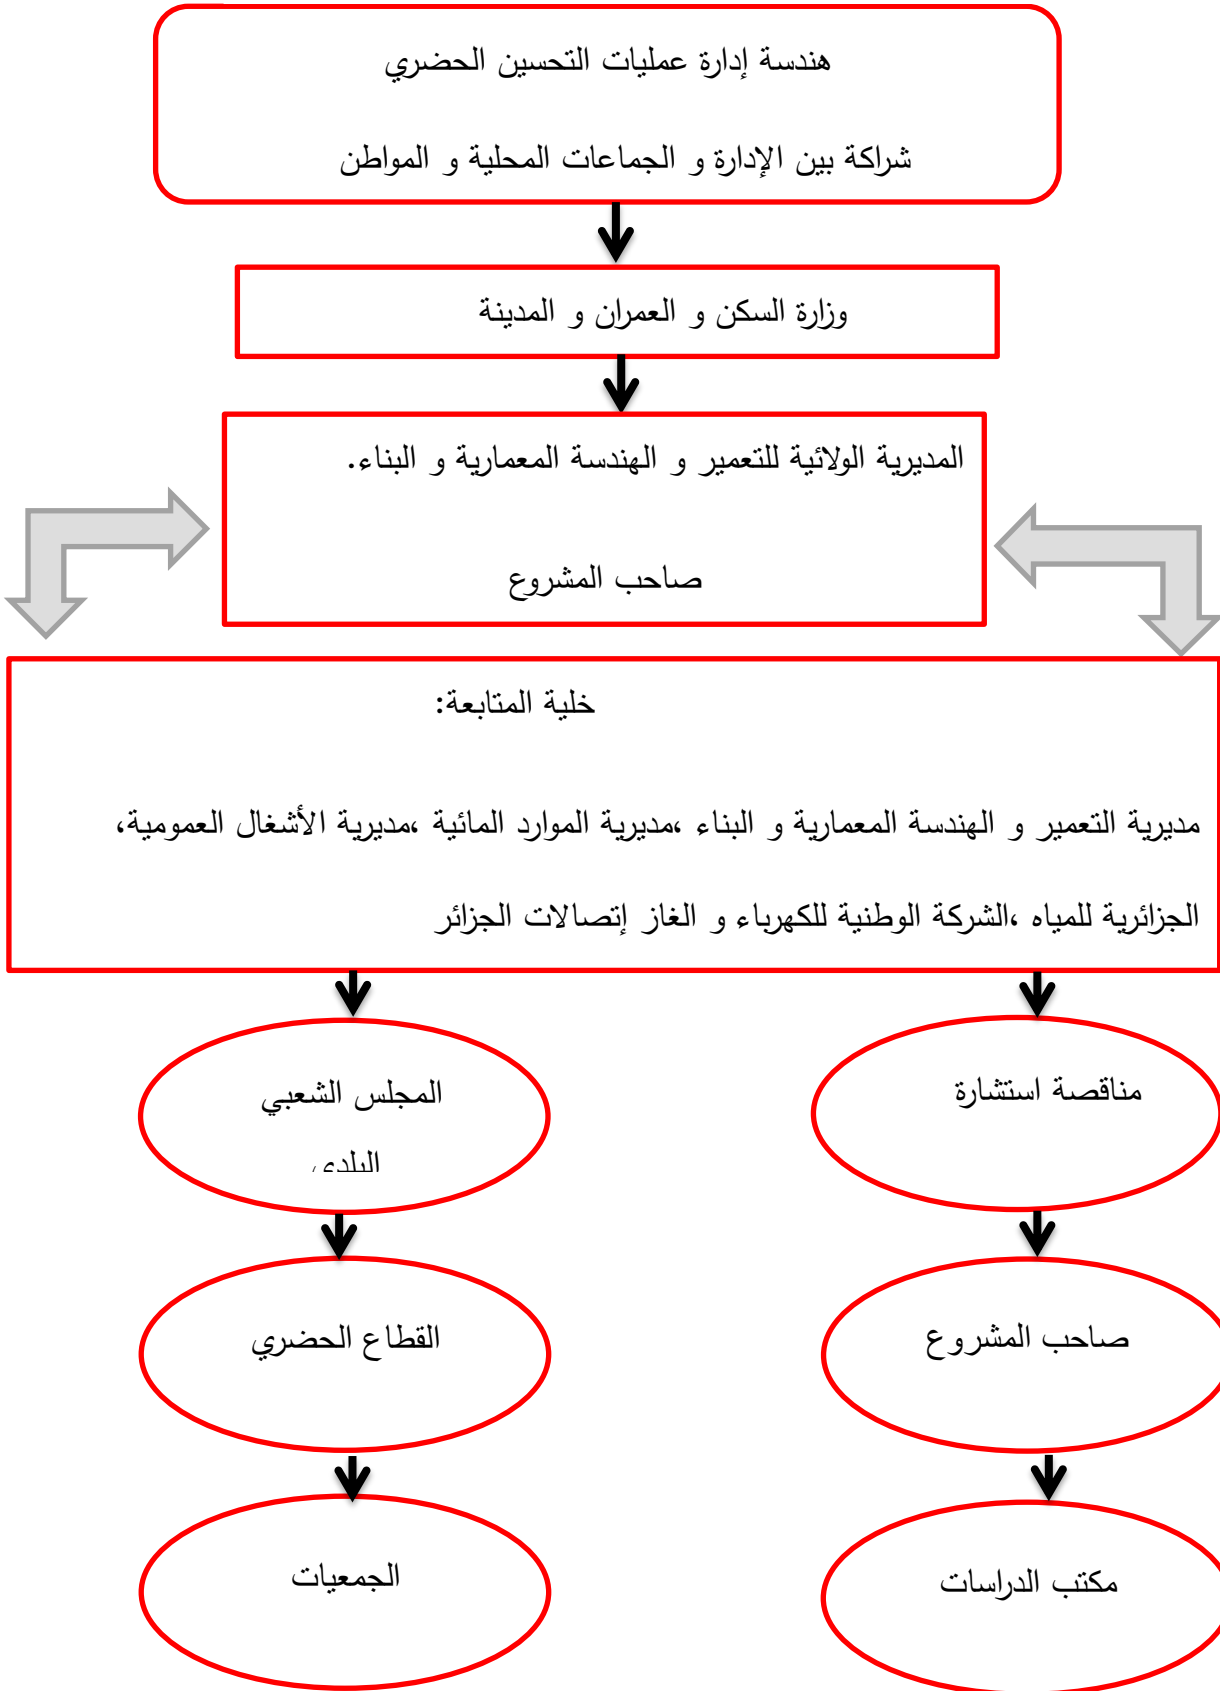 هندسة إدارة عمليات التحسين الحضري
شراكة بين الإدارة و الجماعات المحلية و المواطن
وزارة السكن و العمران و المدينة
المديرية الولائية للتعمير و الهندسة المعمارية و البناء.
صاحب المشروع
خلية المتابعة:
مديرية التعمير و الهندسة المعمارية و البناء ،مديرية الموارد المائية ،مديرية الأشغال العمومية،
الجزائرية للمياه ،الشركة الوطنية للكهرباء و الغاز إتصالات الجزائر
مناقصة استشارة
صاحب المشروع
مكتب الدراسات
المجلس الشعبي
البلدي
القطاع الحضري
الجمعيات